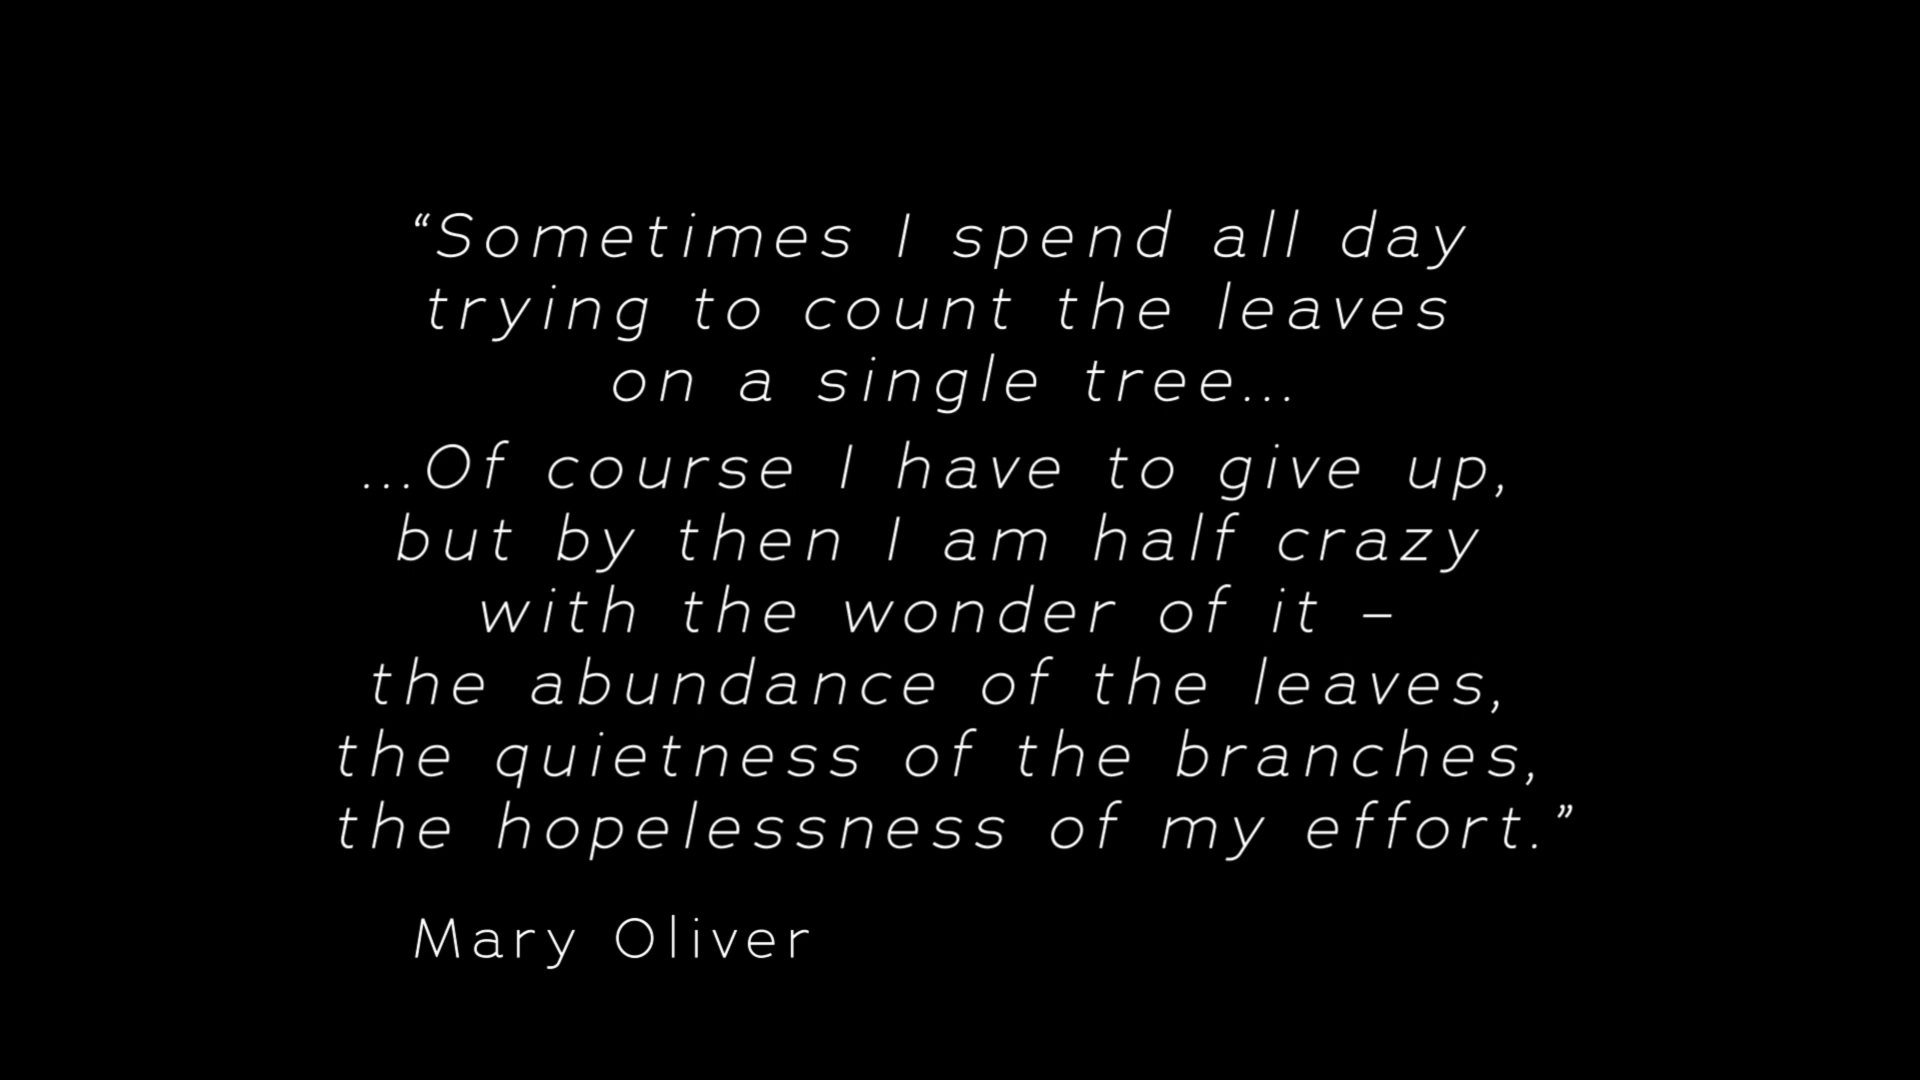 “Sometimes I spend all day
trying to count the leaves
on a single tree...
...Of course I have to give up,
but by then I am half crazy
with the wonder of it –
the abundance of the leaves,
the quietness of the branches,
the hopelessness of my effort.”
Mary Oliver